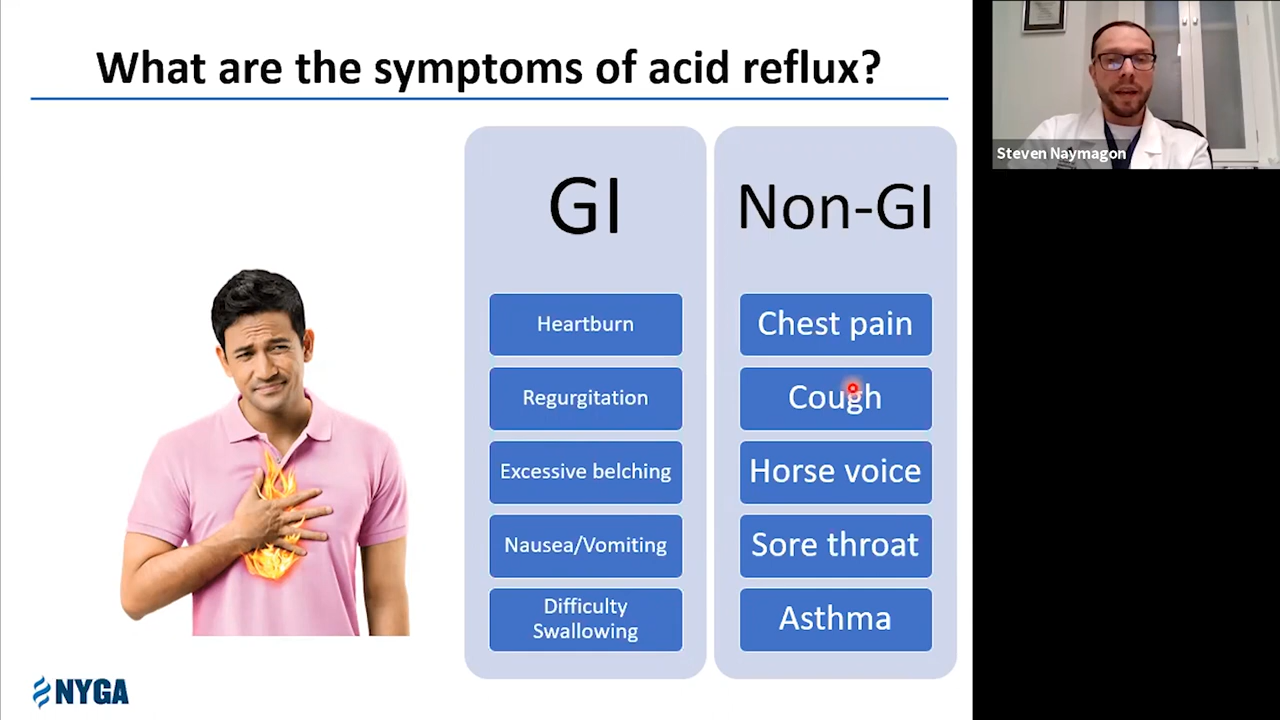 What are the symptoms of acid reflux?
GI
Heartburn
Regurgitation
Excessive belching
Nausea/Vomiting
Difficulty
Swallowing
Non-GI
Chest pain
Cough
Horse voice
Sore throat
Asthma
NYGA
Steven Naymagon